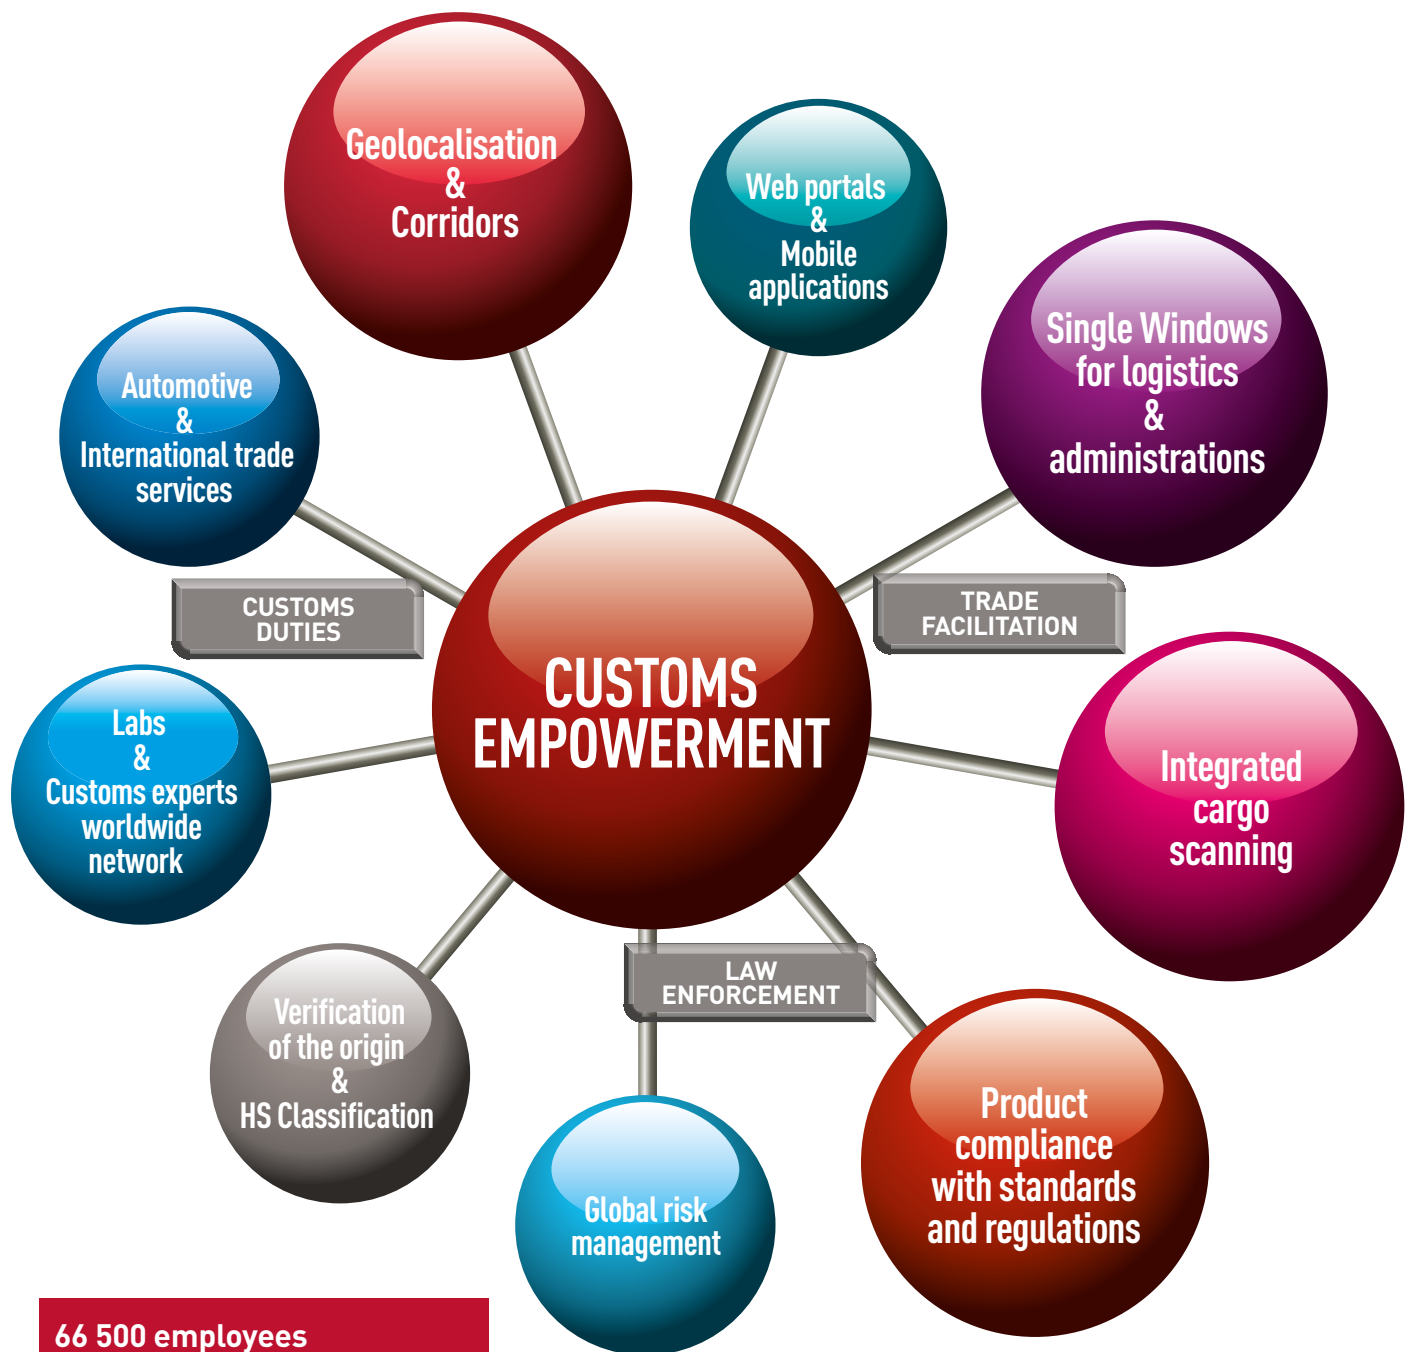 Geolocalisation
&
Corridors
Web portals
&
Mobile
applications
Single Windows
for logistics
&
administrations
Automotive
&
International trade
services
CUSTOMS
DUTIES
TRADE
FACILITATION
CUSTOMS
EMPOWERMENT
Labs
&
Customs experts
worldwide
network
Integrated
cargo
scanning
LAW
ENFORCEMENT
Verification
of the origin
&
HS Classification
Product
compliance
with standards
and regulations
Global risk
management
66 500 employees